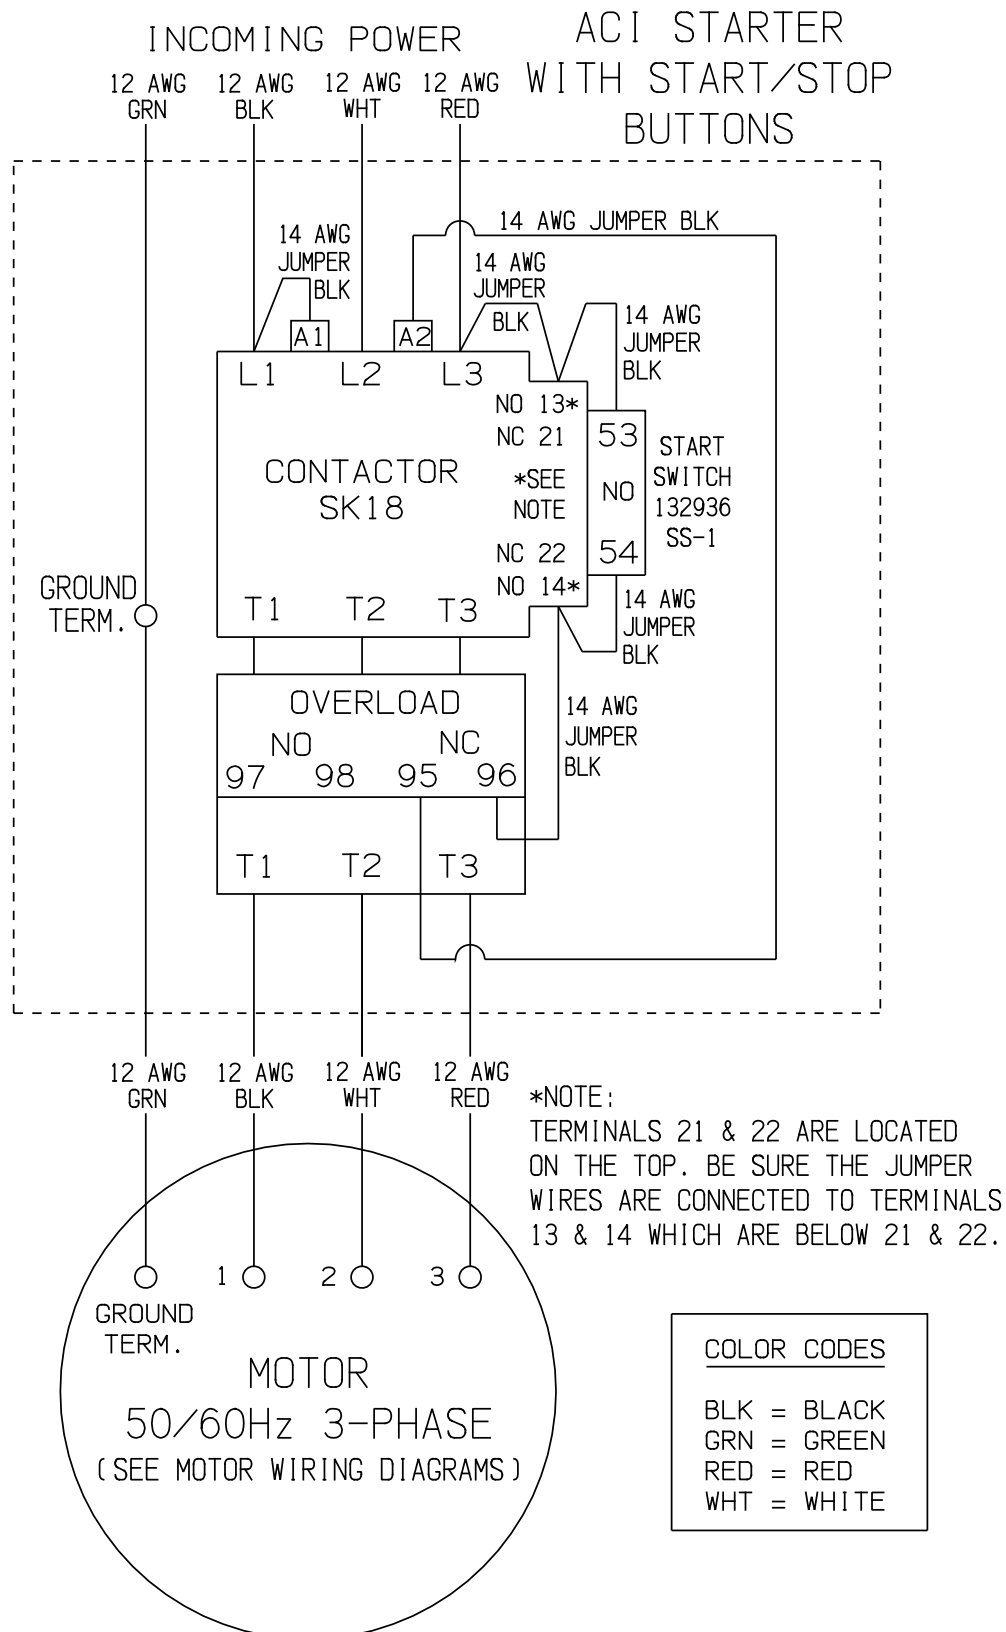 INCOMING POWER
ACI STARTER
WITH START/STOP
BUTTONS
12 AWG
GRN
12 AWG
BLK
12 AWG
WHT
12 AWG
RED
14 AWG JUMPER BLK
14 AWG
JUMPER
BLK
14 AWG
JUMPER
BLK
14 AWG
JUMPER
BLK
A1
A2
L1
L2
L3
NO 13*
NC 21
*SEE
NOTE
NC 22
NO 14*
CONTACTOR
SK18
53
NO
54
START
SWITCH
132936
SS-1
GROUND
TERM.
T1
T2
T3
14 AWG
JUMPER
BLK
OVERLOAD
NO
NC
97
98
95
96
14 AWG
JUMPER
BLK
T1
T2
T3
12 AWG
GRN
12 AWG
BLK
12 AWG
WHT
12 AWG
RED
*NOTE:
TERMINALS 21 & 22 ARE LOCATED
ON THE TOP. BE SURE THE JUMPER
WIRES ARE CONNECTED TO TERMINALS
13 & 14 WHICH ARE BELOW 21 & 22.
1
2
3
GROUND
TERM.
MOTOR
50/60Hz 3-PHASE
(SEE MOTOR WIRING DIAGRAMS)
COLOR CODES
BLK = BLACK
GRN = GREEN
RED = RED
WHT = WHITE